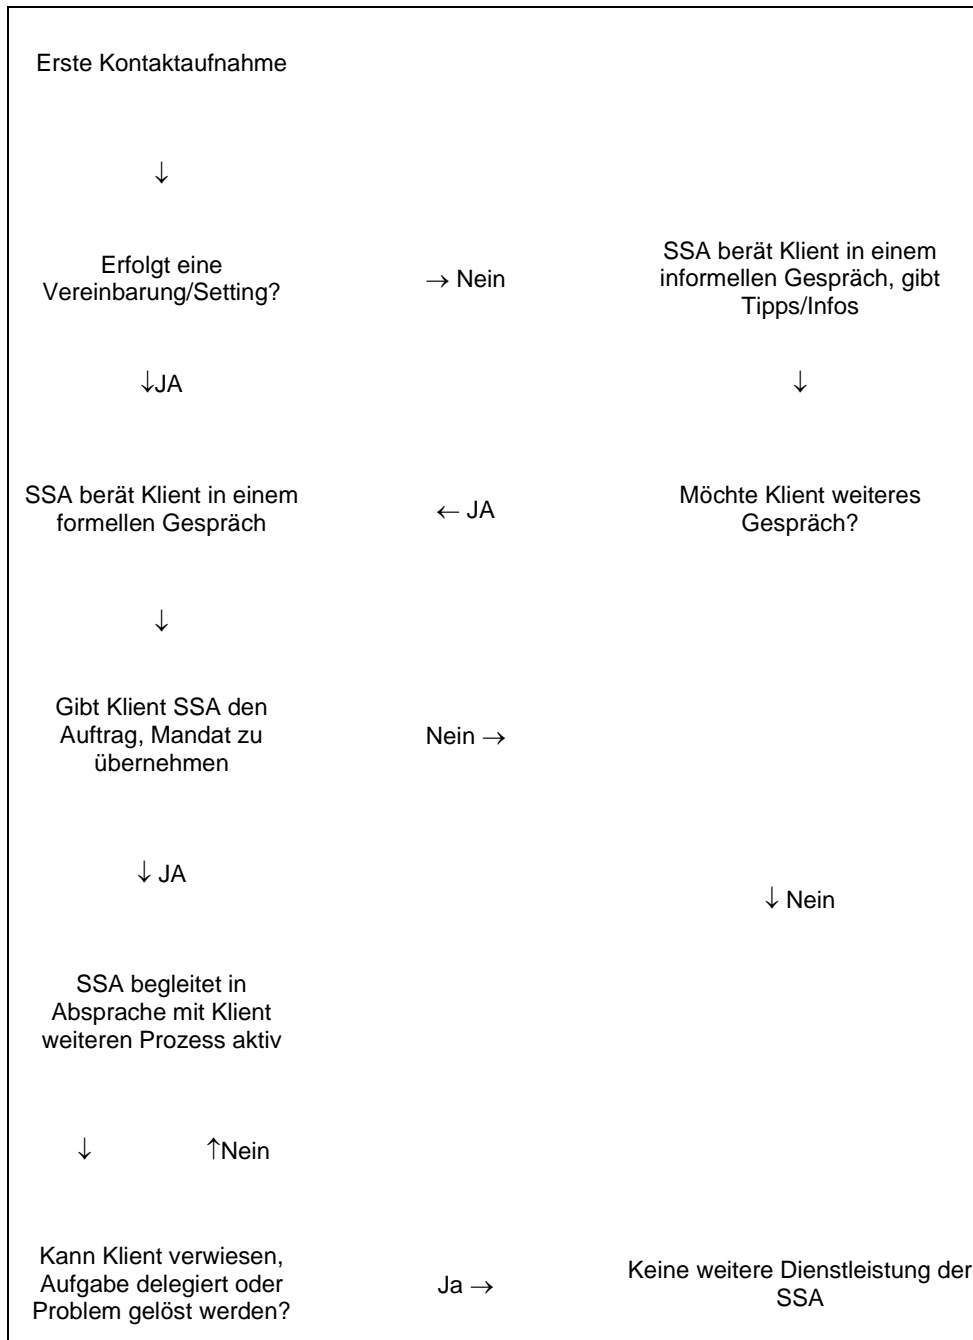 Erste Kontaktaufnahme
↓
Erfolgt eine
Vereinbarung/Setting?
→ Nein
SSA berät Klient in einem
informellen Gespräch, gibt
Tipps/Infos
↓JA
↓
SSA berät Klient in einem
formellen Gespräch
← JA
Möchte Klient weiteres
Gespräch?
↓
Gibt Klient SSA den
Auftrag, Mandat zu
übernehmen
Nein →
↓ JA
↓ Nein
SSA begleitet in
Absprache mit Klient
weiteren Prozess aktiv
↓
↑Nein
Kann Klient verwiesen,
Aufgabe delegiert oder
Problem gelöst werden?
Ja →
Keine weitere Dienstleistung der
SSA